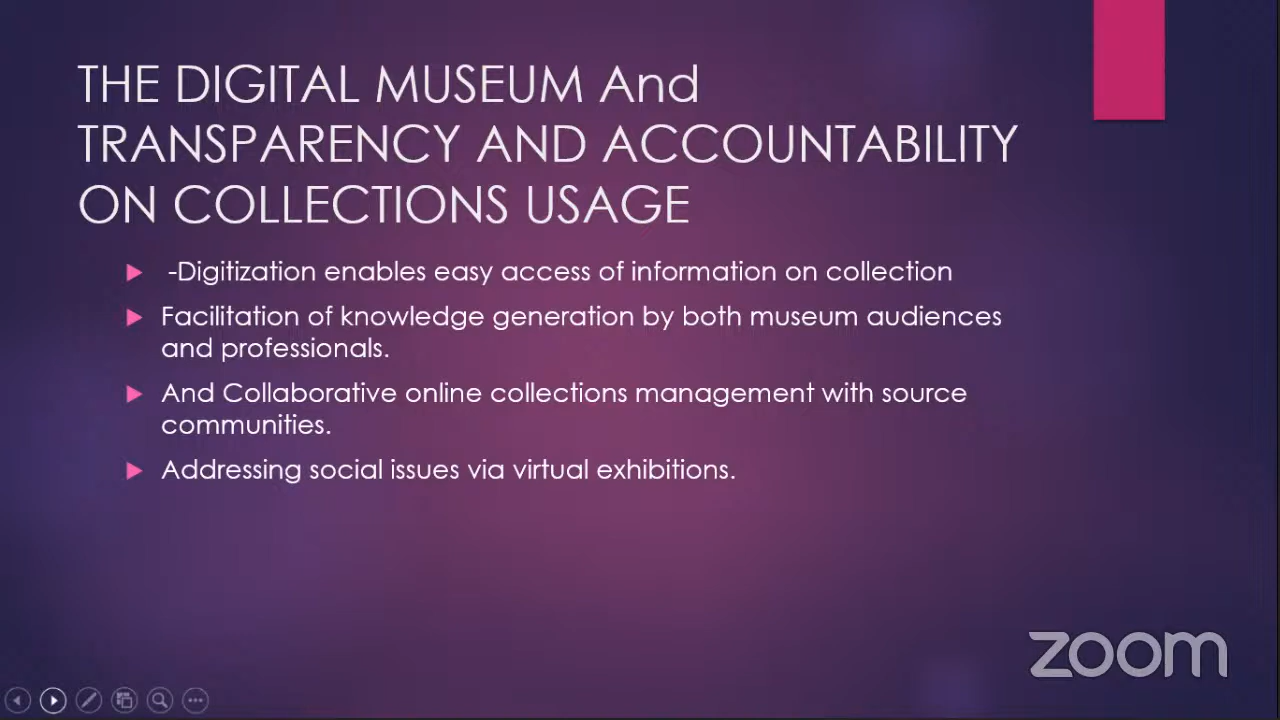 THE DIGITAL MUSEUM And
TRANSPARENCY AND ACCOUNTABILITY
ON COLLECTIONS USAGE
-Digitization enables easy access of information on collection
Facilitation of knowledge generation by both museum audiences
and professionals.
And Collaborative online collections management with source
communities.
Addressing social issues via virtual exhibitions.
zoom